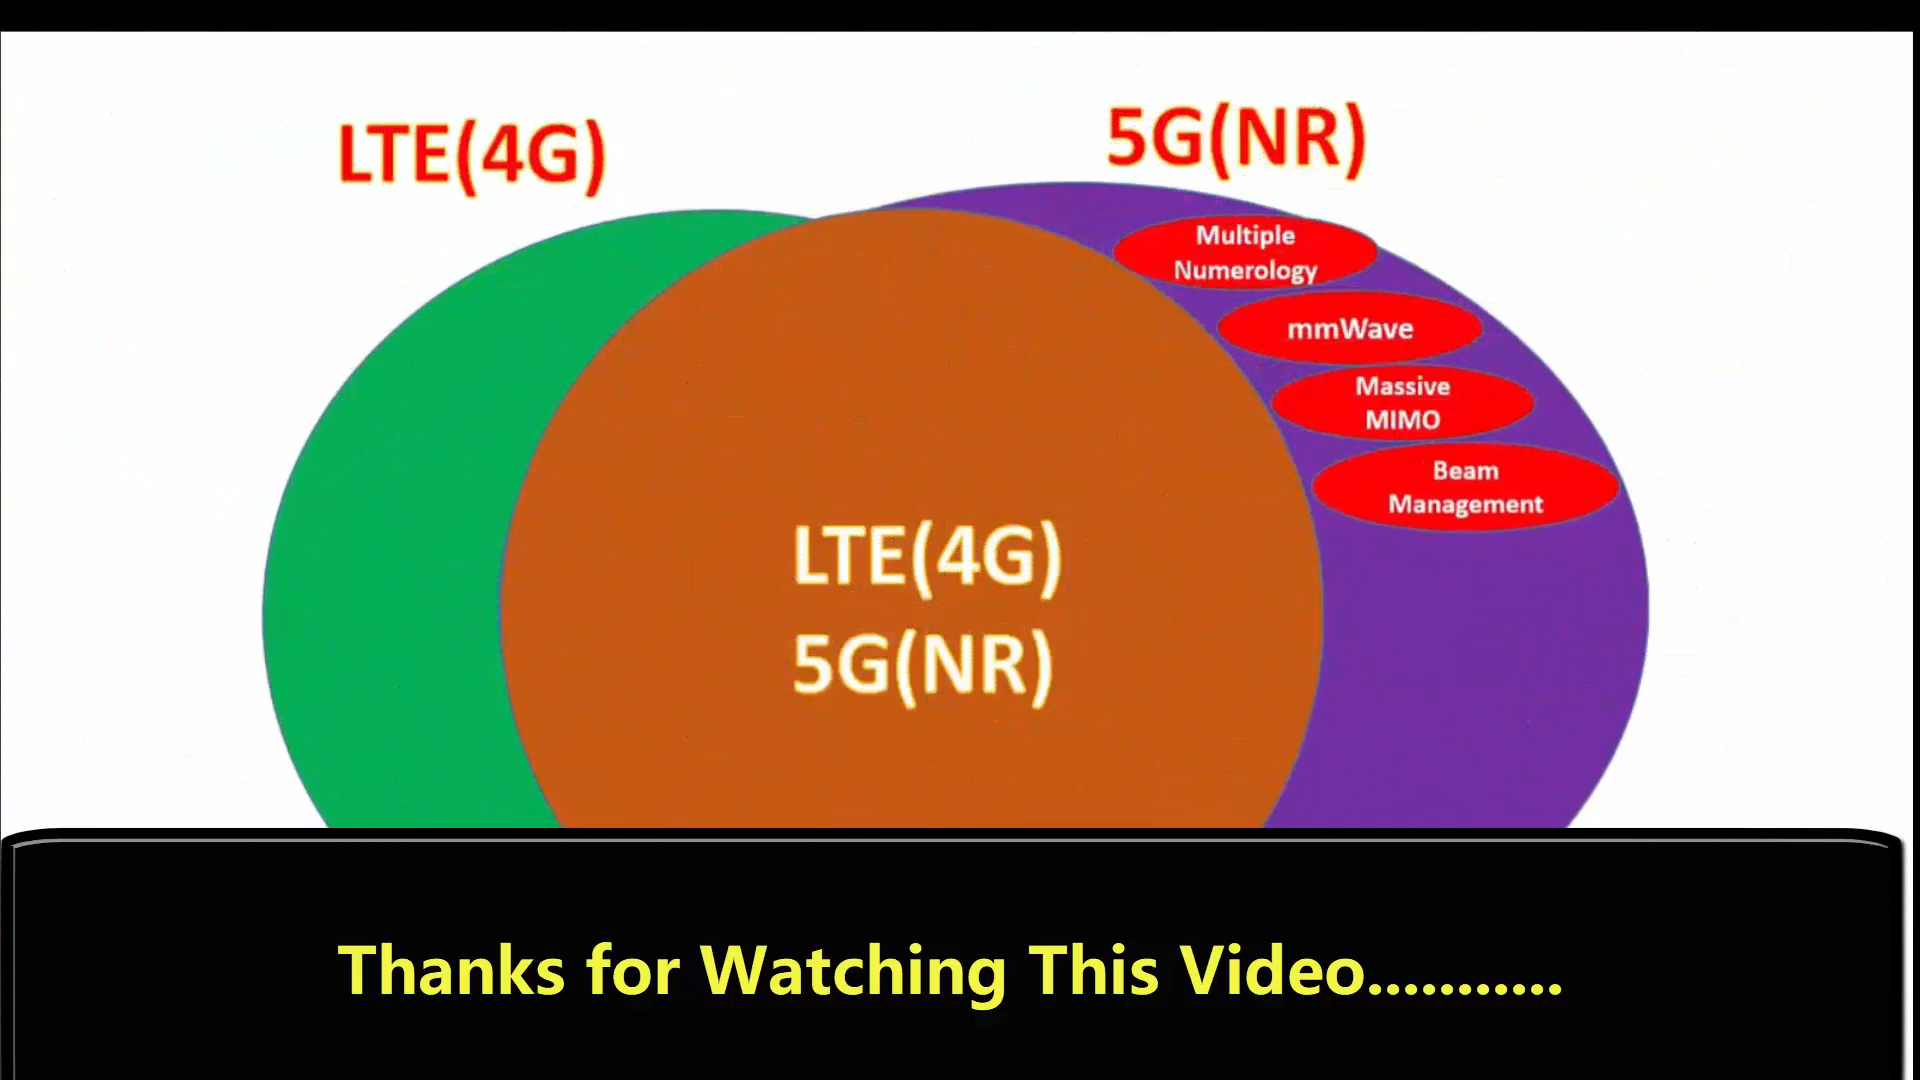 LTE(4G)
5G(NR)
Multiple
Numerology
mmWave
Massive
MIMO
Beam
Management
LTE(4G)
5G(NR)
Thanks for Watching This Video...........